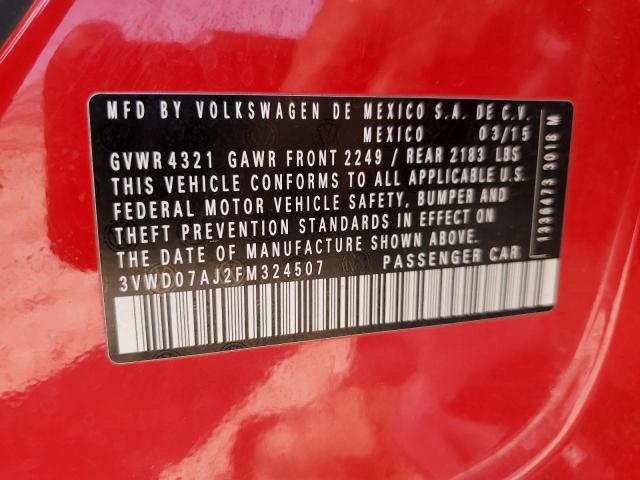 MFD BY VOLKSWAGEN DE MEXICO S.A. DE C.V.
MEXICO 03/15
GVWR 4321 GAWR FRONT 2249 / REAR 2183 LBS
THIS VEHICLE CONFORMS TO ALL APPLICABLE U.S.
FEDERAL MOTOR VEHICLE SAFETY, BUMPER AND
THEFT PREVENTION STANDARDS IN EFFECT ON
THE DATE OF MANUFACTURE SHOWN ABOVE.
3VWD07AJ2FM324507 PASSENGER CAR
1336473 3018 M